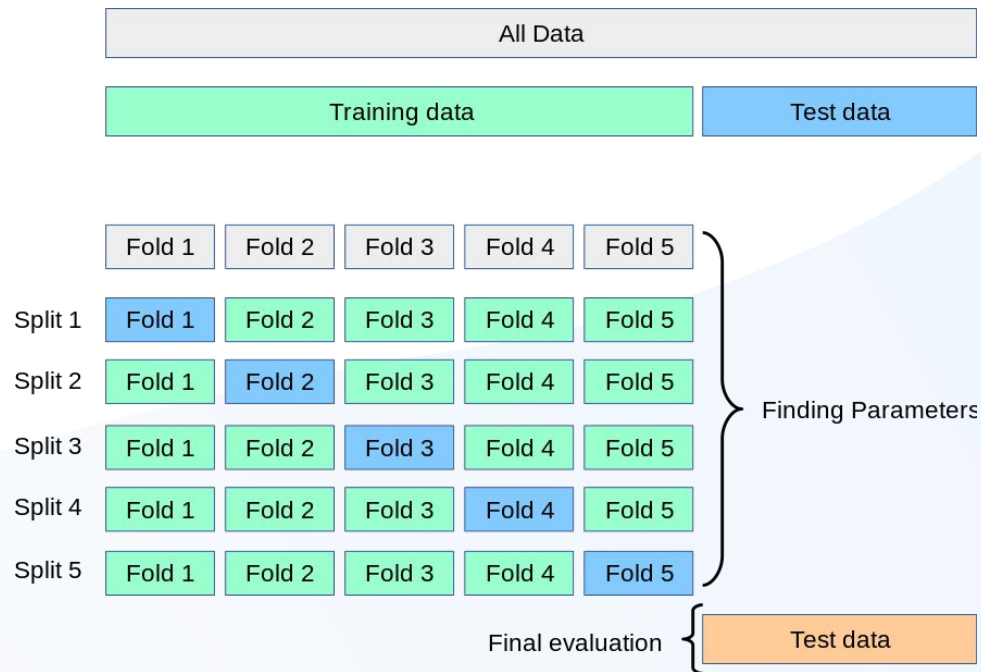 All Data
Training data Test data
Fold 1 Fold 2 Fold 3 Fold 4 Fold 5
Split 1 Fold 1 Fold 2 Fold 3 Fold 4 Fold 5
Split 2 Fold 1 Fold 2 Fold 3 Fold 4 Fold 5
Finding Parameters
Split 3 Fold 1 Fold 2 Fold 3 Fold 4 Fold 5
Split 4 Fold 1 Fold 2 Fold 3 Fold 4 Fold 5
Split 5 Fold 1 Fold 2 Fold 3 Fold 4 Fold 5
Final evaluation Test data